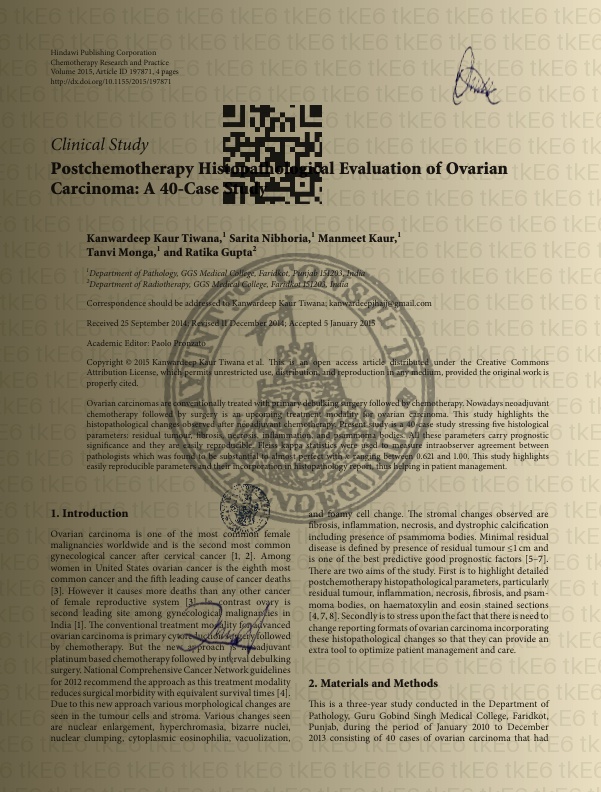 Hindawi Publishing Corporation
Chemotherapy Research and Practice
Volume 2015, Article ID 197871, 4 pages
http://dx.doi.org/10.1155/2015/197871
Clinical Study
Postchemotherapy Histopathological Evaluation of Ovarian
Carcinoma: A 40-Case Study
Kanwardeep Kaur Tiwana,1 Sarita Nibhoria,1 Manmeet Kaur,1
Tanvi Monga,1 and Ratika Gupta2
1Department of Pathology, GGS Medical College, Faridkot, Punjab 151203, India
2Department of Radiotherapy, GGS Medical College, Faridkot 151203, India
Correspondence should be addressed to Kanwardeep Kaur Tiwana; kanwardeepjhaj@gmail.com
Received 25 September 2014; Revised 11 December 2014; Accepted 5 January 2015
Academic Editor: Paolo Pronzato
Copyright © 2015 Kanwardeep Kaur Tiwana et al. This is an open access article distributed under the Creative Commons
Attribution License, which permits unrestricted use, distribution, and reproduction in any medium, provided the original work is
properly cited.
Ovarian carcinomas are conventionally treated with primary debulking surgery followed by chemotherapy. Nowadays neoadjuvant
chemotherapy followed by surgery is an upcoming treatment modality in ovarian carcinoma. This study highlights the
histopathological changes observed after neoadjuvant chemotherapy. Present study is a 40 case study stressing five histological
parameters: residual tumour, fibrosis, necrosis, inflammation, and psammoma bodies. All these parameters carry prognostic
significance and they are easily reproducible. Fleiss kappa statistics were used to measure intraobserver agreement between
pathologists which was found to be substantial to almost perfect with κ ranging between 0.621 and 1.00. This study highlights
easily reproducible parameters and their incorporation in histopathology report, thus helping in patient management.
1. Introduction
Ovarian carcinoma is one of the most common female
malignancies worldwide and is the second most common
gynecological cancer after cervical cancer [1, 2]. Among
women in United States ovarian cancer is the eighth most
common cancer and the fifth leading cause of cancer deaths
[3]. However it causes more deaths than any other cancer
of female reproductive system [3]. In contrast ovary is
second leading site among gynecological malignancies in
India [1]. The conventional treatment modality for advanced
ovarian carcinoma is primary cytoreduction surgery followed
by chemotherapy. But the new approach is neoadjuvant
platinum based chemotherapy followed by interval debulking
surgery. National Comprehensive Cancer Network guidelines
for 2012 recommend the approach as this treatment modality
reduces surgical morbidity with equivalent survival times [4].
Due to this new approach various morphological changes are
seen in the tumour cells and stroma. Various changes seen
are nuclear enlargement, hyperchromasia, bizarre nuclei,
nuclear clumping, cytoplasmic eosinophilia, vacuolization,
and foamy cell change. The stromal changes observed are
fibrosis, inflammation, necrosis, and dystrophic calcification
including presence of psammoma bodies. Minimal residual
disease is defined by presence of residual tumour ≤1 cm and
is one of the best predictive good prognostic factors [5–7].
There are two aims of the study. First is to highlight detailed
postchemotherapy histopathological parameters, particularly
residual tumour, inflammation, necrosis, fibrosis, and psam-
moma bodies, on haematoxylin and eosin stained sections
[4, 7, 8]. Secondly is to stress upon the fact that there is need to
change reporting formats of ovarian carcinoma incorporating
these histopathological changes so that they can provide an
extra tool to optimize patient management and care.
2. Materials and Methods
This is a three-year study conducted in the Department of
Pathology, Guru Gobind Singh Medical College, Faridkot,
Punjab, during the period of January 2010 to December
2013 consisting of 40 cases of ovarian carcinoma that had